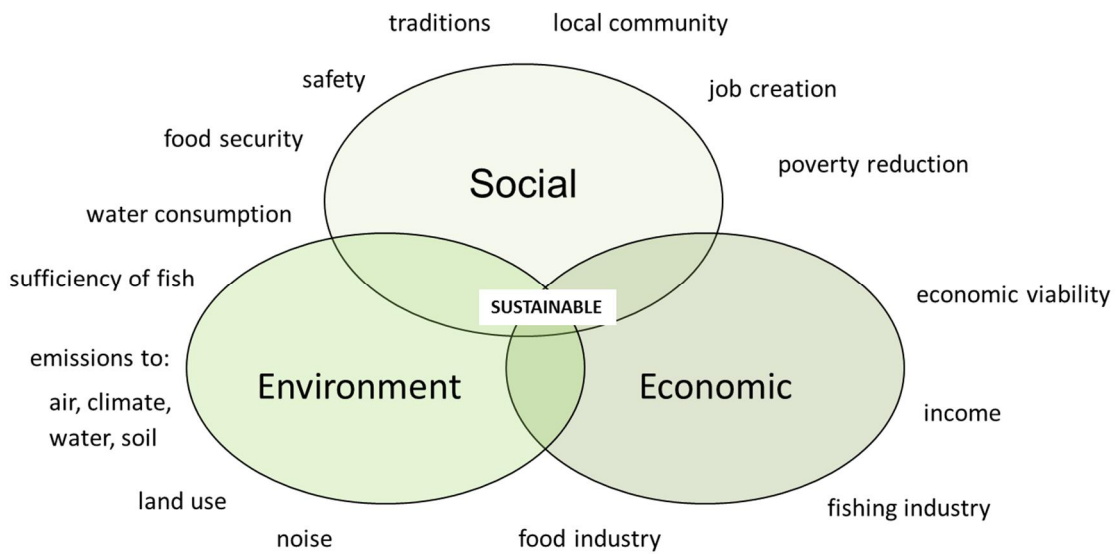 traditions
local community
safety
job creation
food security
poverty reduction
Social
water consumption
sufficiency of fish
economic viability
SUSTAINABLE
emissions to:
air, climate,
water, soil
Environment
Economic
income
land use
fishing industry
noise
food industry